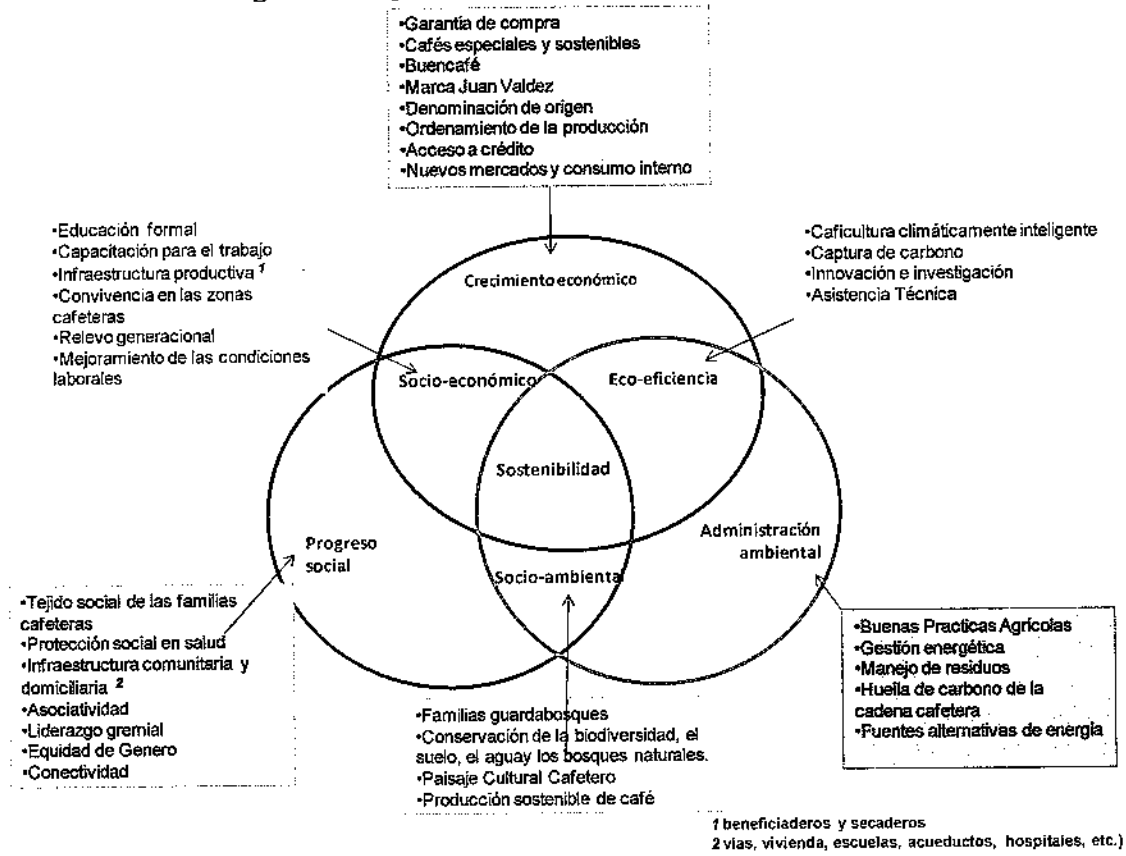 •Garantía de compra
•Cafés especiales y sostenibles
•Buencafé
•Marca Juan Valdez
•Denominación de origen
•Ordenamiento de la producción
•Acceso a crédito
•Nuevos mercados y consumo interno
•Educación formal
•Capacitación para el trabajo
•Infraestructura productiva 1
•Convivencia en las zonas
cafeteras
•Relevo generacional
•Mejoramiento de las condiciones
laborales
•Caficultura climáticamente inteligente
•Captura de carbono
•Innovación e investigación
•Asistencia Técnica
Crecimiento económico
Socio-económico
Eco-eficiencia
Sostenibilidad
Progreso
social
Administración
ambiental
Socio-ambiental
•Tejido social de las familias
cafeteras
•Protección social en salud
•Infraestructura comunitaria y
domiciliaria 2
•Asociatividad
•Liderazgo gremial
•Equidad de Genero
•Conectividad
•Familias guardabosques
•Conservación de la biodiversidad, el
suelo, el agua y los bosques naturales.
•Paisaje Cultural Cafetero
•Producción sostenible de café
•Buenas Practicas Agrícolas
•Gestión energética
•Manejo de residuos
•Huella de carbono de la
cadena cafetera
•Fuentes alternativas de energía
1 beneficiaderos y secaderos
2 vías, vivienda, escuelas, acueductos, hospitales, etc.)